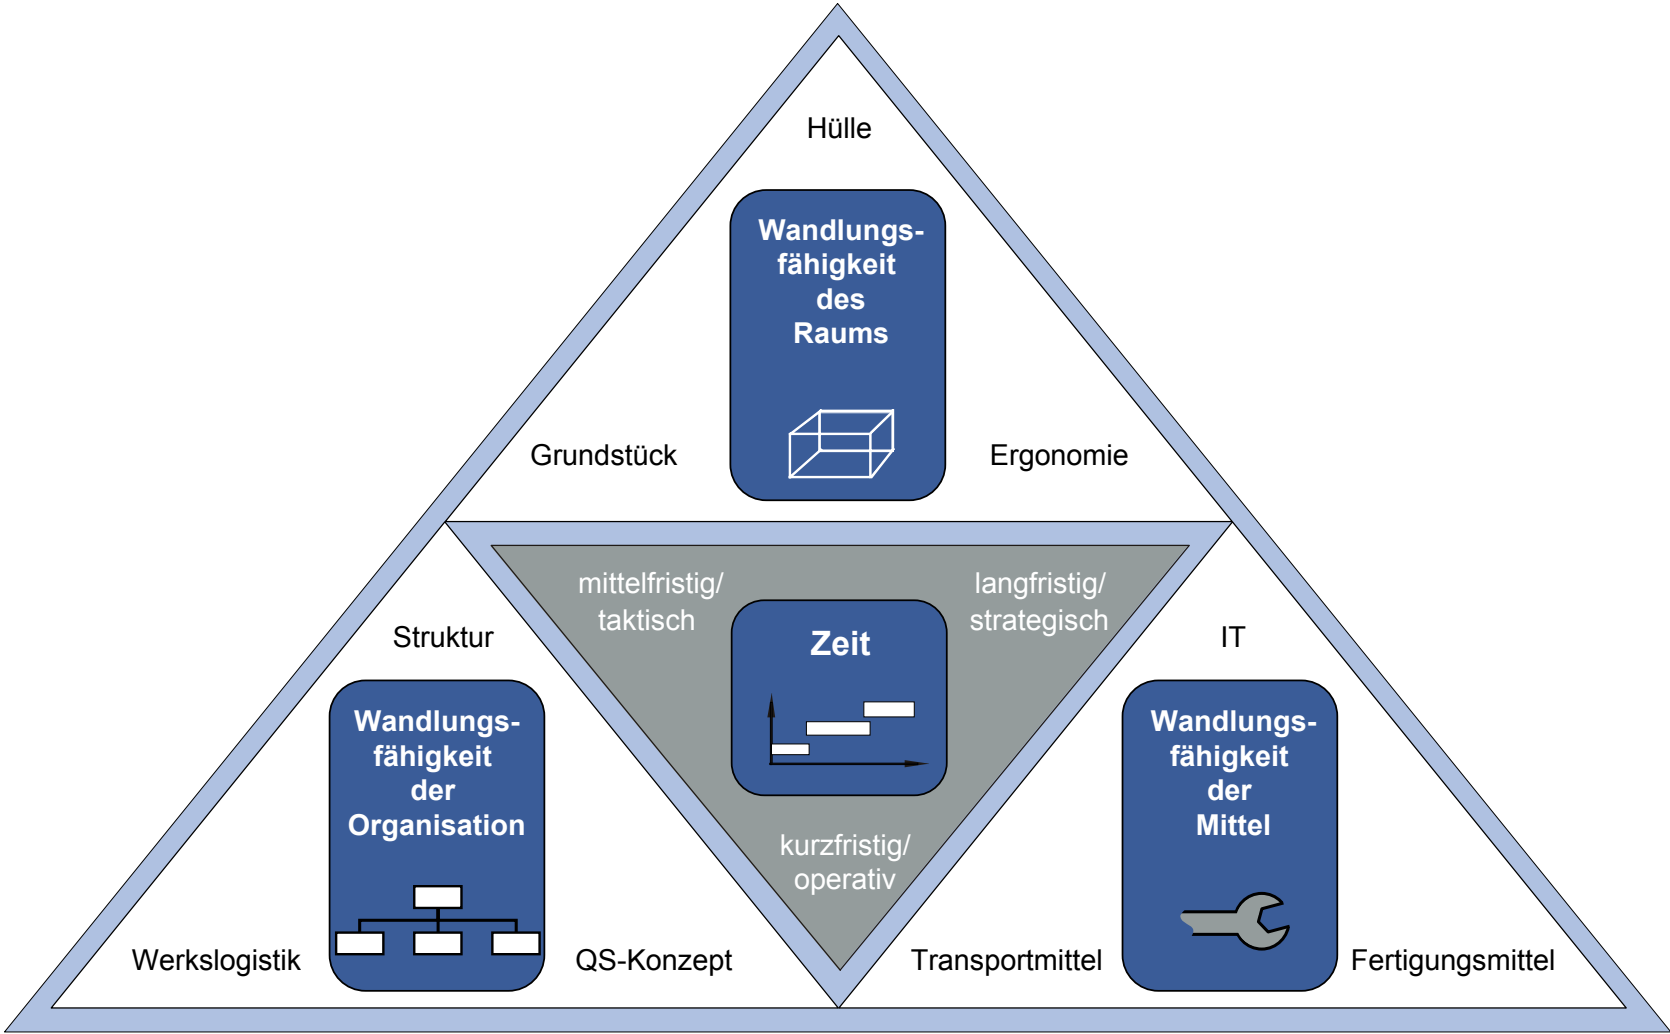 Hülle
Wandlungs-
fähigkeit
des
Raums
Grundstück
Ergonomie
mittelfristig/
taktisch
langfristig/
strategisch
Zeit
kurzfristig/
operativ
Struktur
Wandlungs-
fähigkeit
der
Organisation
Werkslogistik
QS-Konzept
IT
Wandlungs-
fähigkeit
der
Mittel
Transportmittel
Fertigungsmittel